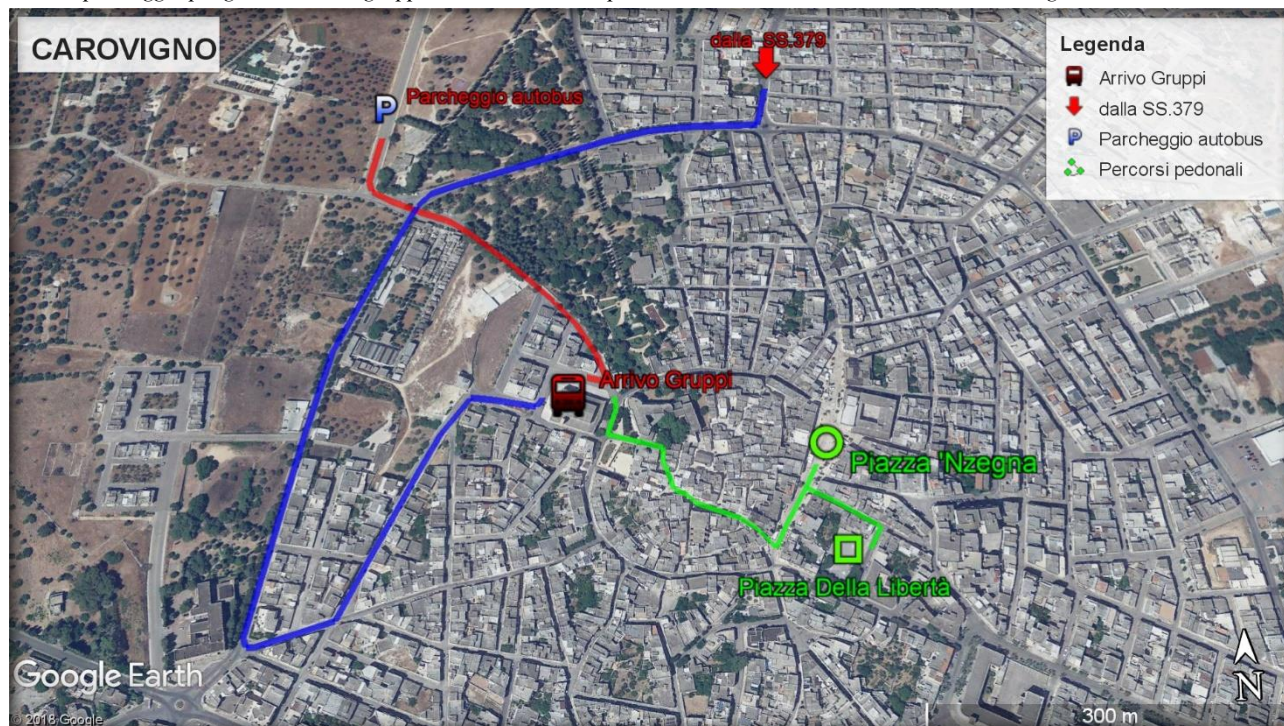 CAROVIGNO
dalla SS.379
Parcheggio autobus
Legenda
Arrivo Gruppi
dalla SS.379
P Parcheggio autobus
Percorsi pedonali
P
Arrivo Gruppi
Piazza 'Nzegna
Piazza Della Libertà
Google Earth
© 2018 Google
N
300 m